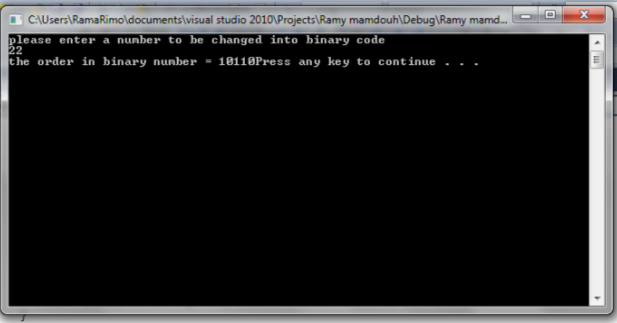 C:\Users\RamaRimo\documents\visual studio 2010\Projects\Ramy mamdouh\Debug\Ramy mamd...
please enter a number to be changed into binary code
22
the order in binary number = 10110Press any key to continue . . .